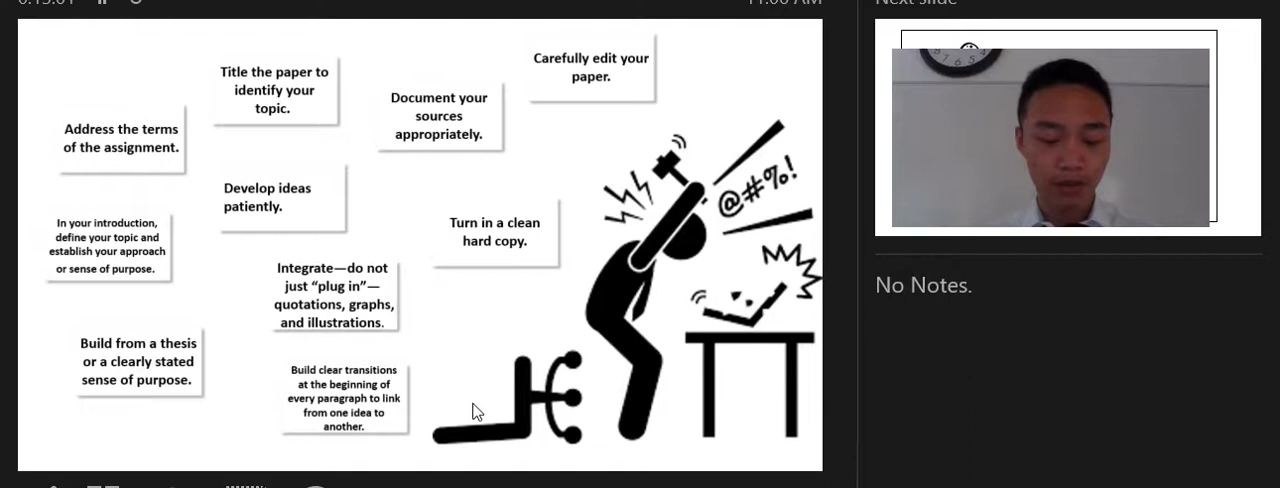 Title the paper to
identify your
topic.
Carefully edit your
paper.
Document your
sources
appropriately.
Address the terms
of the assignment.
Develop ideas
patiently.
@#%!
In your introduction,
define your topic and
establish your approach
or sense of purpose.
Turn in a clean
hard copy.
Integrate—do not
just “plug in”—
quotations, graphs,
and illustrations.
Build from a thesis
or a clearly stated
sense of purpose.
Build clear transitions
at the beginning of
every paragraph to link
from one idea to
another.
Next slide
7 6 5
No Notes.